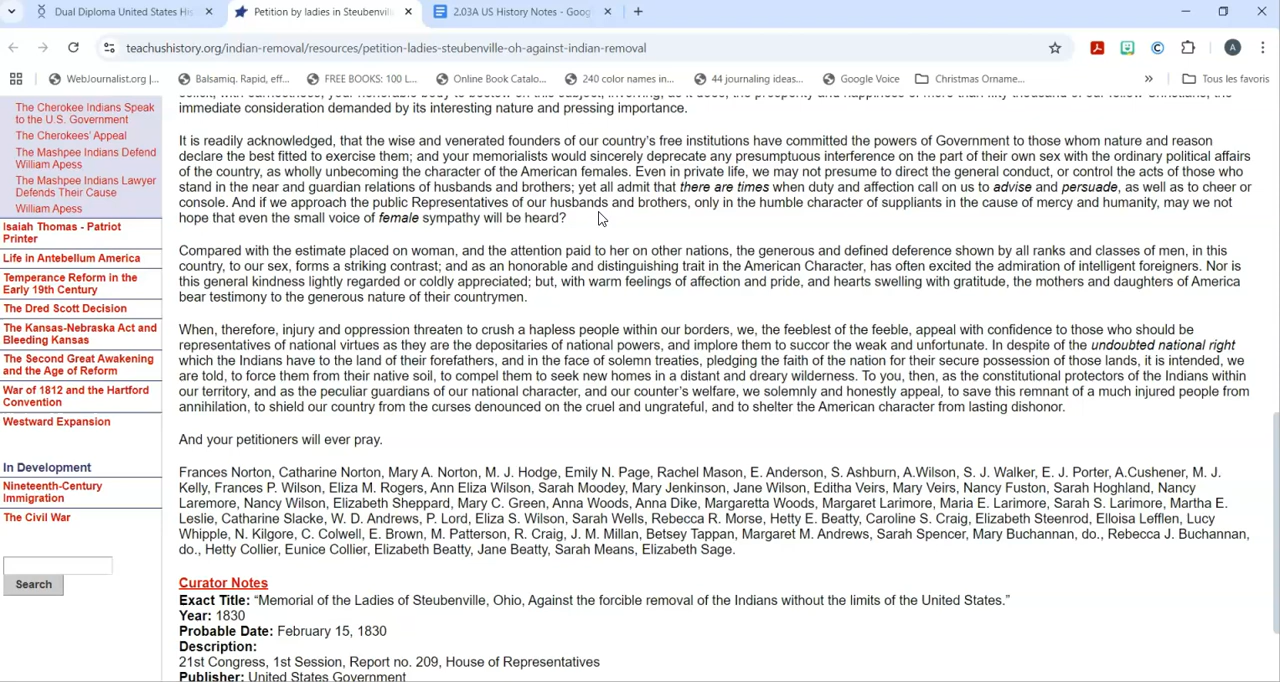 Dual Diploma United States His
Petition by ladies in Steubenvill
2.03A US History Notes - Goog
teachushistory.org/indian-removal/resources/petition-ladies-steubenville-oh-against-indian-removal
A
WebJournalist.org |...
Balsamiq. Rapid, eff...
FREE BOOKS: 100 L...
Online Book Catalo...
240 color names in...
44 journaling ideas...
Google Voice
Christmas Orname...
»
Tous les favoris
The Cherokee Indians Speak
to the U.S. Government
The Cherokees' Appeal
The Mashpee Indians Defend
William Apess
The Mashpee Indians Lawyer
Defends Their Cause
William Apess
Isaiah Thomas - Patriot
Printer
Life in Antebellum America
Temperance Reform in the
Early 19th Century
The Dred Scott Decision
The Kansas-Nebraska Act and
Bleeding Kansas
The Second Great Awakening
and the Age of Reform
War of 1812 and the Hartford
Convention
Westward Expansion
In Development
Nineteenth-Century
Immigration
The Civil War
Search
immediate consideration demanded by its interesting nature and pressing importance.
It is readily acknowledged, that the wise and venerated founders of our country's free institutions have committed the powers of Government to those whom nature and reason
declare the best fitted to exercise them; and your memorialists would sincerely deprecate any presumptuous interference on the part of their own sex with the ordinary political affairs
of the country, as wholly unbecoming the character of the American females. Even in private life, we may not presume to direct the general conduct, or control the acts of those who
stand in the near and guardian relations of husbands and brothers; yet all admit that there are times when duty and affection call on us to advise and persuade, as well as to cheer or
console. And if we approach the public Representatives of our husbands and brothers, only in the humble character of suppliants in the cause of mercy and humanity, may we not
hope that even the small voice of female sympathy will be heard?
Compared with the estimate placed on woman, and the attention paid to her on other nations, the generous and defined deference shown by all ranks and classes of men, in this
country, to our sex, forms a striking contrast; and as an honorable and distinguishing trait in the American Character, has often excited the admiration of intelligent foreigners. Nor is
this general kindness lightly regarded or coldly appreciated; but, with warm feelings of affection and pride, and hearts swelling with gratitude, the mothers and daughters of America
bear testimony to the generous nature of their countrymen.
When, therefore, injury and oppression threaten to crush a hapless people within our borders, we, the feeblest of the feeble, appeal with confidence to those who should be
representatives of national virtues as they are the depositaries of national powers, and implore them to succor the weak and unfortunate. In despite of the undoubted national right
which the Indians have to the land of their forefathers, and in the face of solemn treaties, pledging the faith of the nation for their secure possession of those lands, it is intended, we
are told, to force them from their native soil, to compel them to seek new homes in a distant and dreary wilderness. To you, then, as the constitutional protectors of the Indians within
our territory, and as the peculiar guardians of our national character, and our counter's welfare, we solemnly and honestly appeal, to save this remnant of a much injured people from
annihilation, to shield our country from the curses denounced on the cruel and ungrateful, and to shelter the American character from lasting dishonor.
And your petitioners will ever pray.
Frances Norton, Catharine Norton, Mary A. Norton, M. J. Hodge, Emily N. Page, Rachel Mason, E. Anderson, S. Ashburn, A.Wilson, S. J. Walker, E. J. Porter, A.Cushener, M. J.
Kelly, Frances P. Wilson, Eliza M. Rogers, Ann Eliza Wilson, Sarah Moodey, Mary Jenkinson, Jane Wilson, Editha Veirs, Mary Veirs, Nancy Fuston, Sarah Hoghland, Nancy
Laremore, Nancy Wilson, Elizabeth Sheppard, Mary C. Green, Anna Woods, Anna Dike, Margaretta Woods, Margaret Larimore, Maria E. Larimore, Sarah S. Larimore, Martha E.
Leslie, Catharine Slacke, W. D. Andrews, P. Lord, Eliza S. Wilson, Sarah Wells, Rebecca R. Morse, Hetty E. Beatty, Caroline S. Craig, Elizabeth Steenrod, Elloisa Lefflen, Lucy
Whipple, N. Kilgore, C. Colwell, E. Brown, M. Patterson, R. Craig, J. M. Millan, Betsey Tappan, Margaret M. Andrews, Sarah Spencer, Mary Buchannan, do., Rebecca J. Buchannan,
do., Hetty Collier, Eunice Collier, Elizabeth Beatty, Jane Beatty, Sarah Means, Elizabeth Sage.
Curator Notes
Exact Title: “Memorial of the Ladies of Steubenville, Ohio, Against the forcible removal of the Indians without the limits of the United States.”
Year: 1830
Probable Date: February 15, 1830
Description:
21st Congress, 1st Session, Report no. 209, House of Representatives
Publisher: United States Government